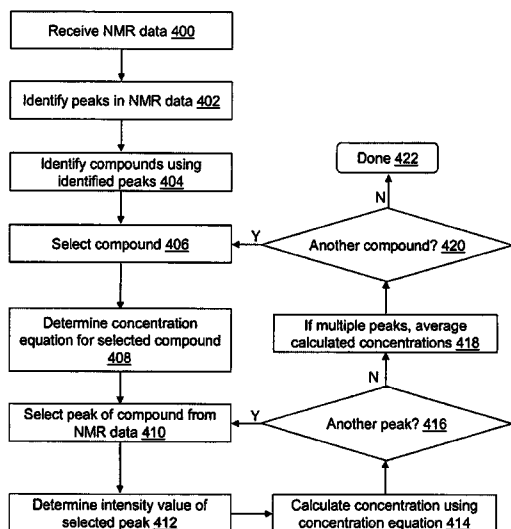 Receive NMR data 400
Identify peaks in NMR data 402
Identify compounds using
identified peaks 404
Select compound 406
Determine concentration
equation for selected compound
408
Select peak of compound from
NMR data 410
Determine intensity value of
selected peak 412
Calculate concentration using
concentration equation 414
Another peak? 416
Y
N
If multiple peaks, average
calculated concentrations 418
Another compound? 420
Y
N
Done 422